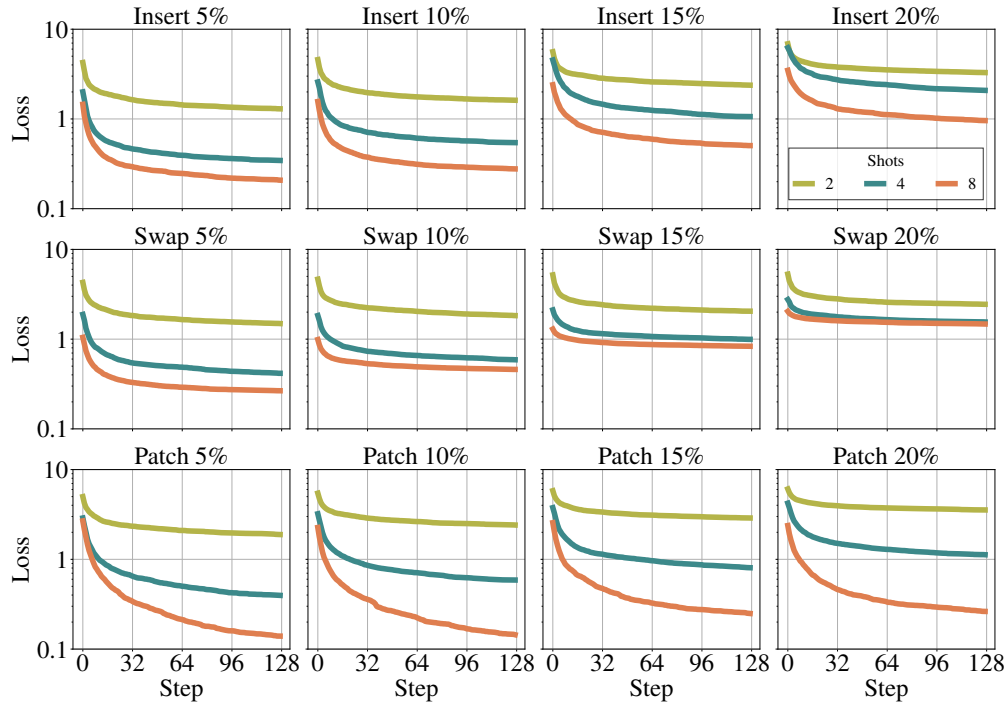 Insert 5% Insert 10% Insert 15% Insert 20%
10
1
0.1
Loss
Shots
2 4 8
Swap 5% Swap 10% Swap 15% Swap 20%
10
1
0.1
Loss
Patch 5% Patch 10% Patch 15% Patch 20%
10
1
0.1
Loss
0 32 64 96 128 0 32 64 96 128 0 32 64 96 128 0 32 64 96 128
Step Step Step Step